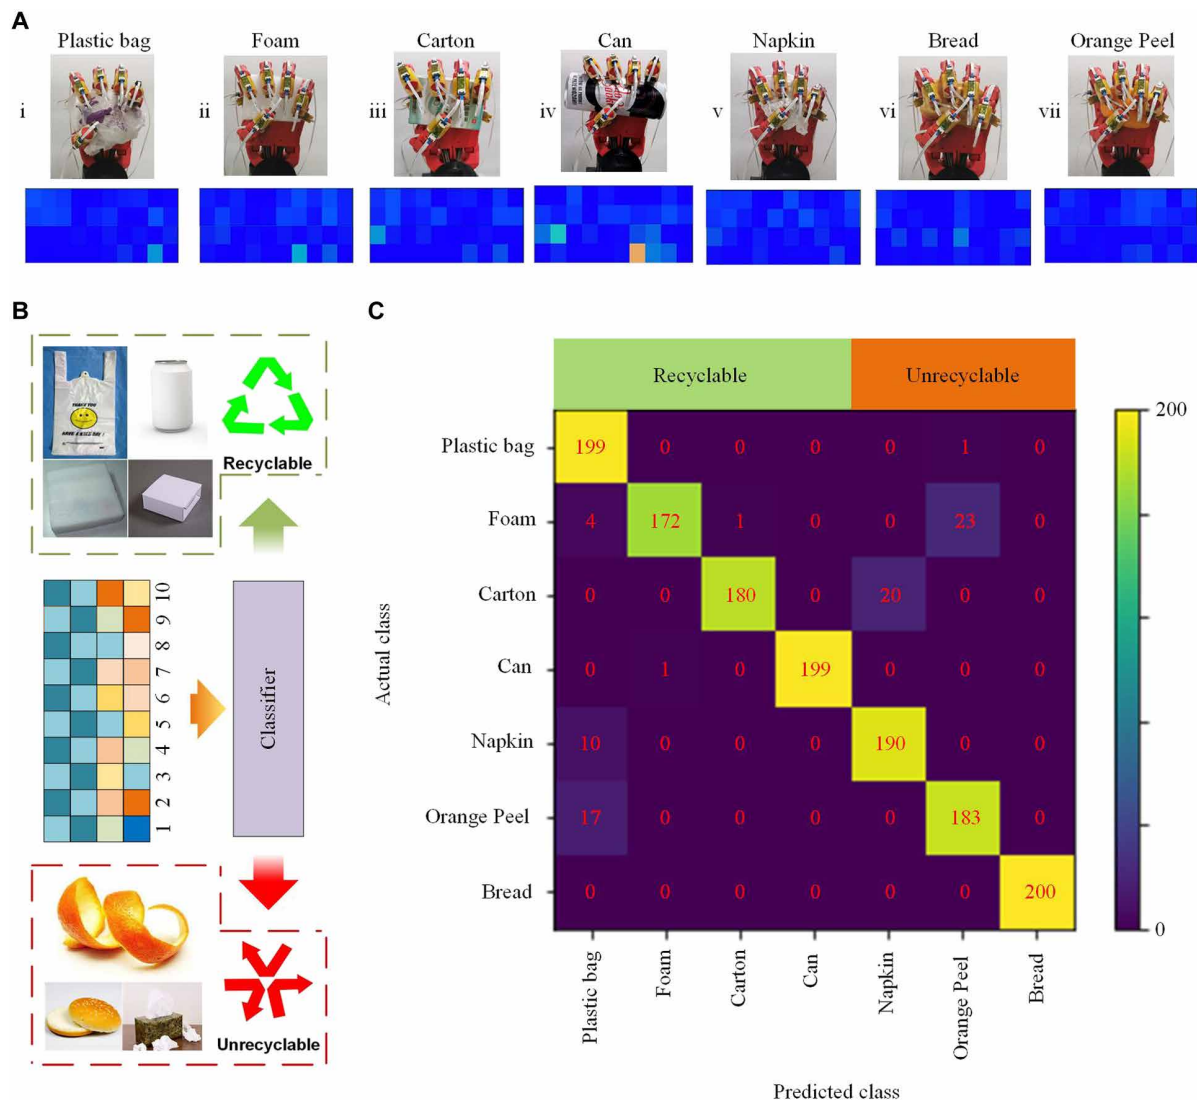 A
Plastic bag
Foam
Carton
Can
Napkin
Bread
Orange Peel
i
ii
iii
iv
v
vi
vii
B
THANK YOU
HAVE A NICE DAY !
Recyclable
10
9
8
7
6
5
4
3
2
1
Classifier
Unrecyclable
C
Recyclable Unrecyclable
Plastic bag 199 0 0 0 0 1 0
Foam 4 172 1 0 0 23 0
Carton 0 0 180 0 20 0 0
Can 0 1 0 199 0 0 0
Napkin 10 0 0 0 190 0 0
Orange Peel 17 0 0 0 0 183 0
Bread 0 0 0 0 0 0 200
Actual class
Plastic bag
Foam
Carton
Can
Napkin
Orange Peel
Bread
Predicted class
200
0